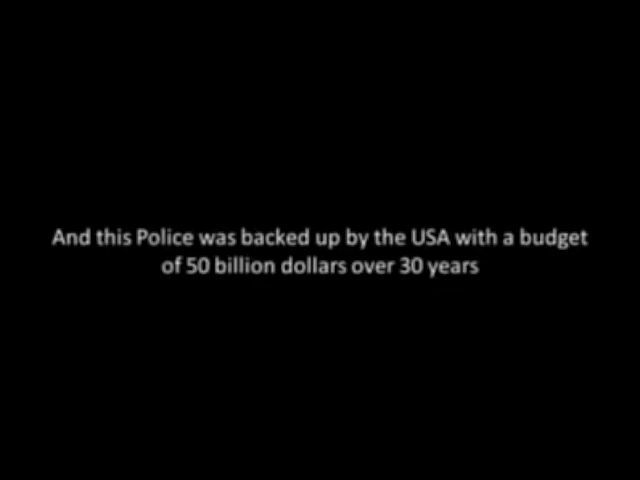 And this Police was backed up by the USA with a budget
of 50 billion dollars over 30 years